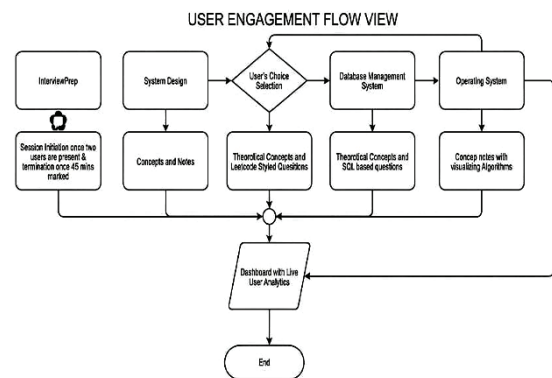 USER ENGAGEMENT FLOW VIEW
InterviewPrep
System Design
User's Choice
Selection
Database Management
System
Operating System
Session Initiation once two
users are present &
termination once 45 mins
marked
Concepts and Notes
Theorotical Concepts and
Leetcode Styled Questions
Theortical Concepts and
SQL based questions
Concep notes with
visualizing Algorithms
Dashboard with Live
User Analytics
End